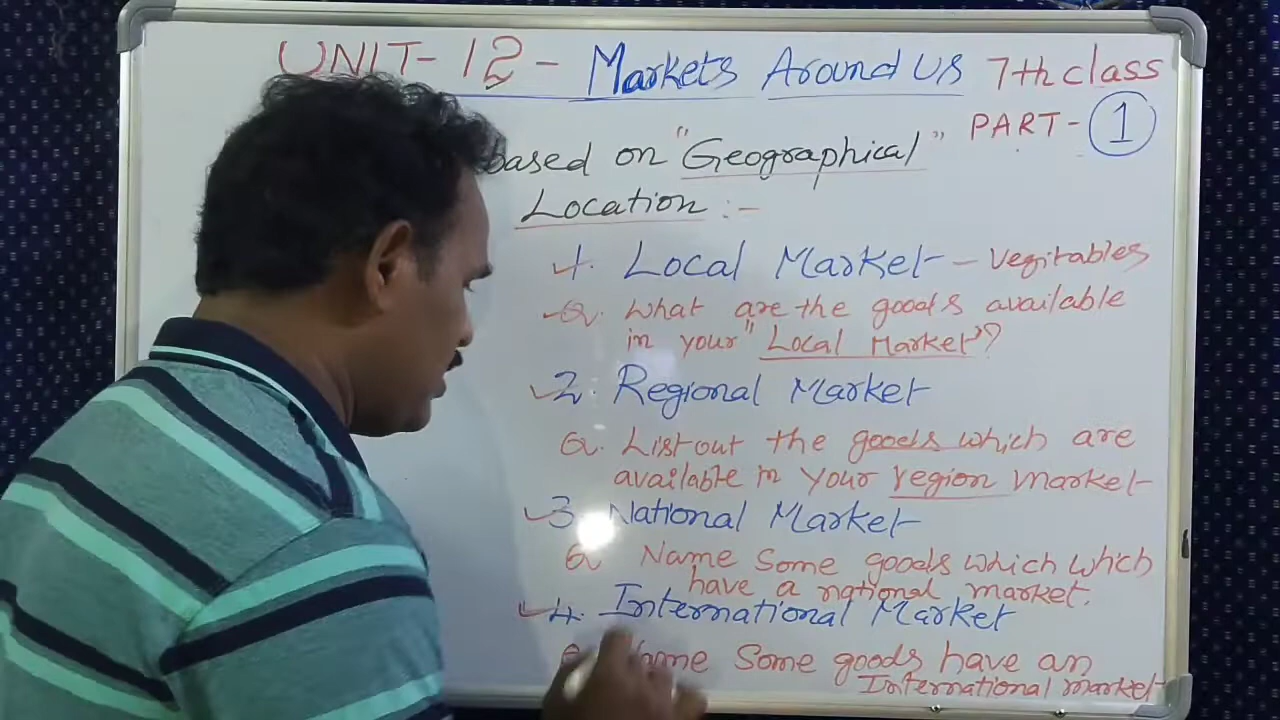 UNIT-12 - Markets Around Us 7th class
PART-1
based on "Geographical"
Location :-
1. Local Market - vegitables
Q. What are the goods available
in your "Local Market"?
2. Regional Market
Q. List out the goods which are
available in your region market
3 National Market
Q Name Some goods which which
have a national market.
4. International Market
Name Some goods have an
International market